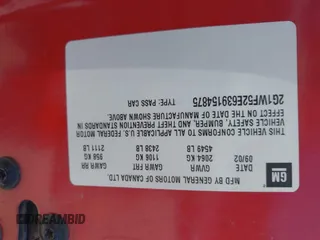 GM
MFD BY GENERAL MOTORS OF CANADA LTD.
DATE GVWR GAWR FRT GAWR RR
09/02 2064 KG 1106 KG 958 KG
4549 LB 2438 LB 2111 LB
THIS VEHICLE CONFORMS TO ALL APPLICABLE U.S. FEDERAL MOTOR
VEHICLE SAFETY, BUMPER, AND THEFT PREVENTION STANDARDS IN
EFFECT ON THE DATE OF MANUFACTURE SHOWN ABOVE.
2G1WF52E639154875 TYPE: PASS CAR
CREAMBID